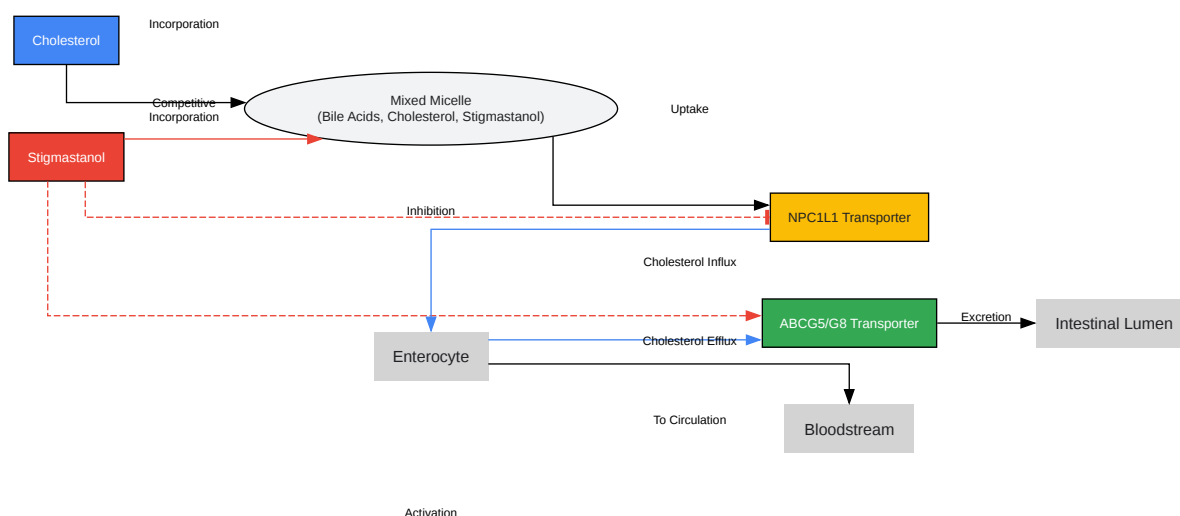 Incorporation
Cholesterol
Mixed Micelle
(Bile Acids, Cholesterol, Stigmastanol)
Competitive
Incorporation
Uptake
Stigmastanol
Inhibition
NPC1L1 Transporter
Cholesterol Influx
ABCG5/G8 Transporter
Excretion
Intestinal Lumen
Cholesterol Efflux
Enterocyte
To Circulation
Bloodstream
Activation